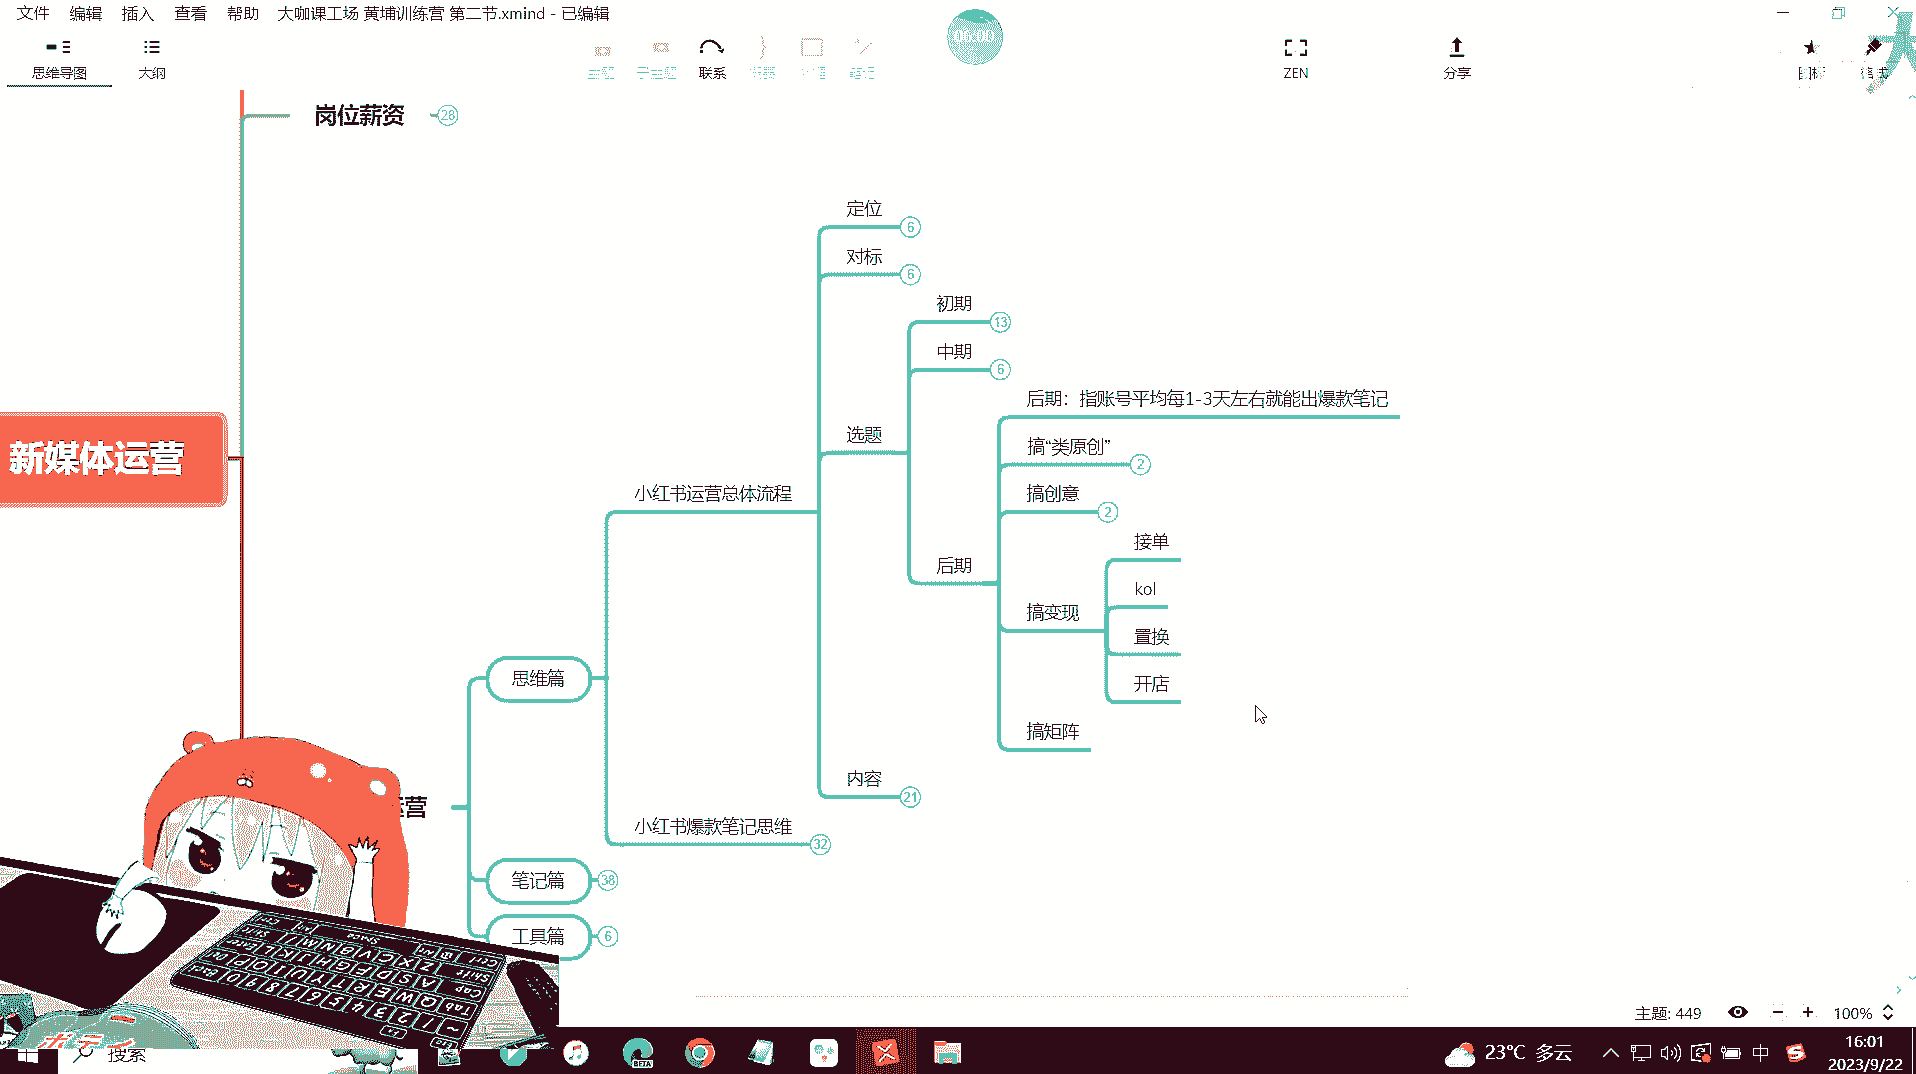 文件 编辑 插入 查看 帮助 大咖课工场 黄埔训练营 第二节.xmind - 已编辑
思维导图 大纲 联系 ZEN 分享
岗位薪资 28
定位 6
对标 6
初期 13
中期 6
后期：指账号平均每1-3天左右就能出爆款笔记
选题
搞“类原创” 2
新媒体运营
小红书运营总体流程
搞创意 2
接单
后期
kol
搞变现
置换
思维篇
开店
搞矩阵
内容 21
运营
小红书爆款笔记思维 32
笔记篇 38
工具篇 6
主题: 449 100%
搜索
BETA
23°C 多云
中
16:01
2023/9/22